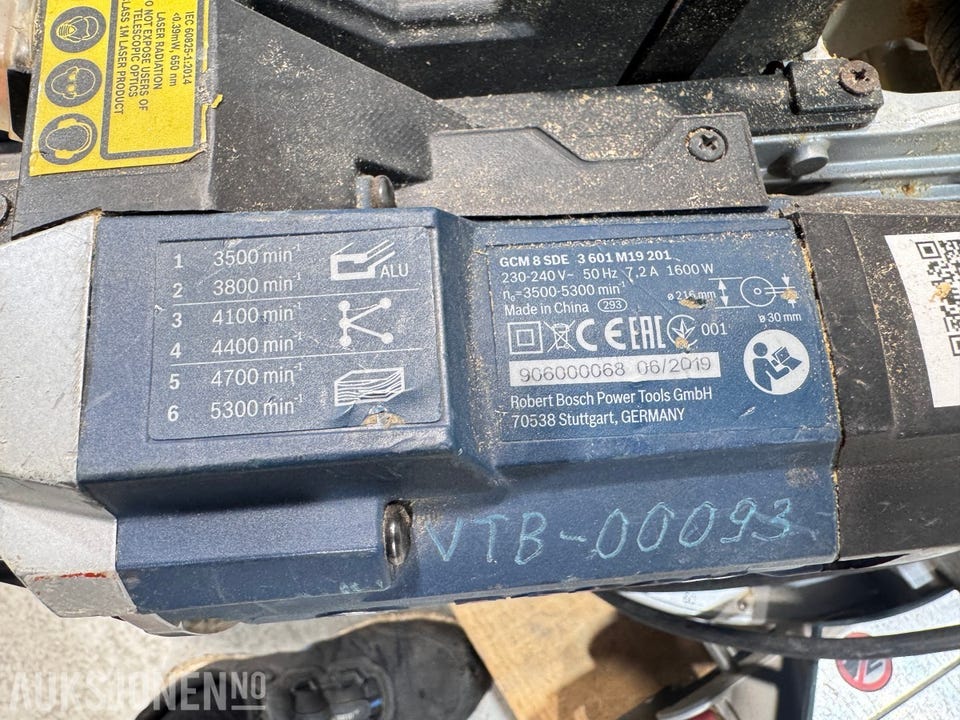 IEC 60825-1:2014
<0.39mW, 650 nm
LASER RADIATION
DO NOT EXPOSE USERS OF
TELESCOPIC OPTICS
CLASS 1M LASER PRODUCT
1 3500 min⁻¹
2 3800 min⁻¹
ALU
3 4100 min⁻¹
4 4400 min⁻¹
5 4700 min⁻¹
6 5300 min⁻¹
GCM 8 SDE 3 601 M19 201
230-240 V~ 50 Hz 7,2 A 1600 W
n₀=3500-5300 min⁻¹
Made in China 293
ø 216 mm
ø 30 mm
CE EAC 001
906000068 06/2019
Robert Bosch Power Tools GmbH
70538 Stuttgart, GERMANY
VTB-00093
AUKSJONEN NO